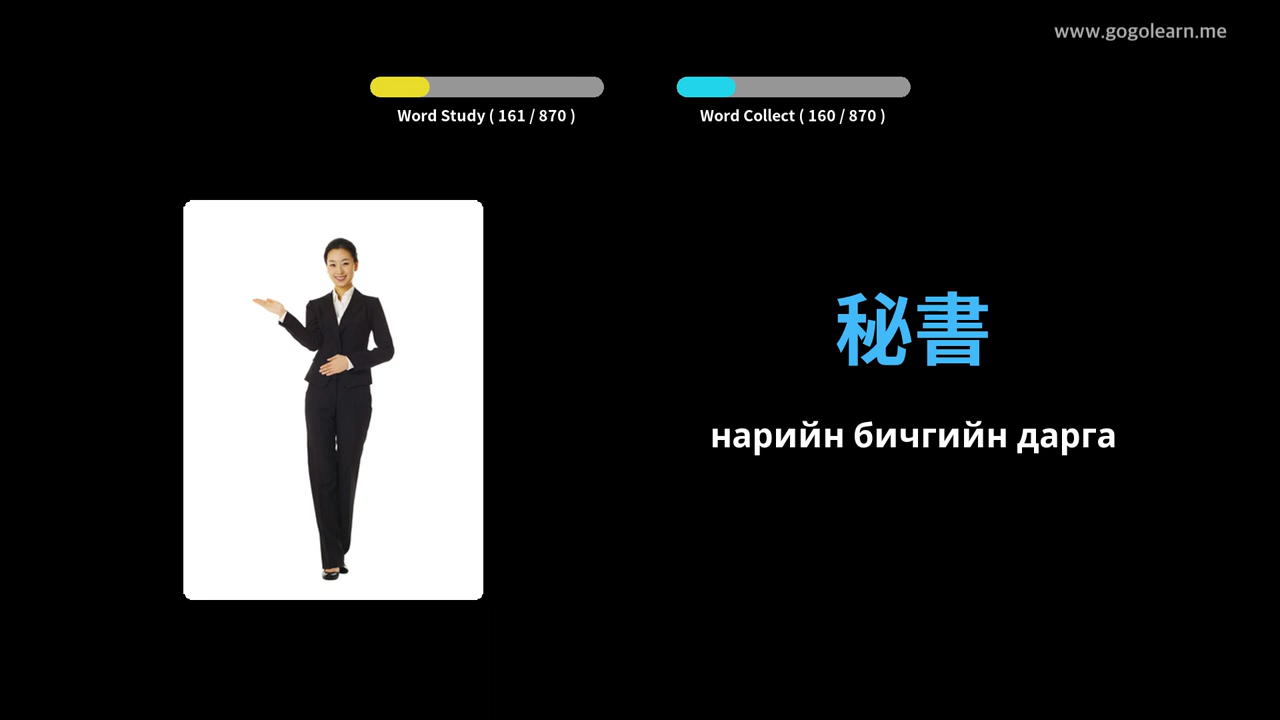 www.gogolearn.me
Word Study ( 161 / 870 )
Word Collect ( 160 / 870 )
秘書
нарийн бичгийн дарга